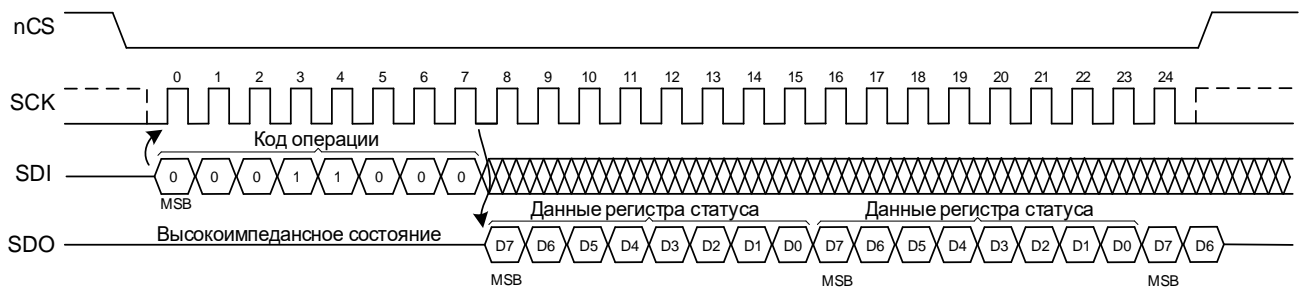 nCS
0 1 2 3 4 5 6 7 8 9 10 11 12 13 14 15 16 17 18 19 20 21 22 23 24
SCK
Код операции
SDI 0 0 0 1 1 0 0 0
MSB
Данные регистра статуса Данные регистра статуса
Высокоимпедансное состояние
SDO D7 D6 D5 D4 D3 D2 D1 D0 D7 D6 D5 D4 D3 D2 D1 D0 D7 D6
MSB MSB MSB